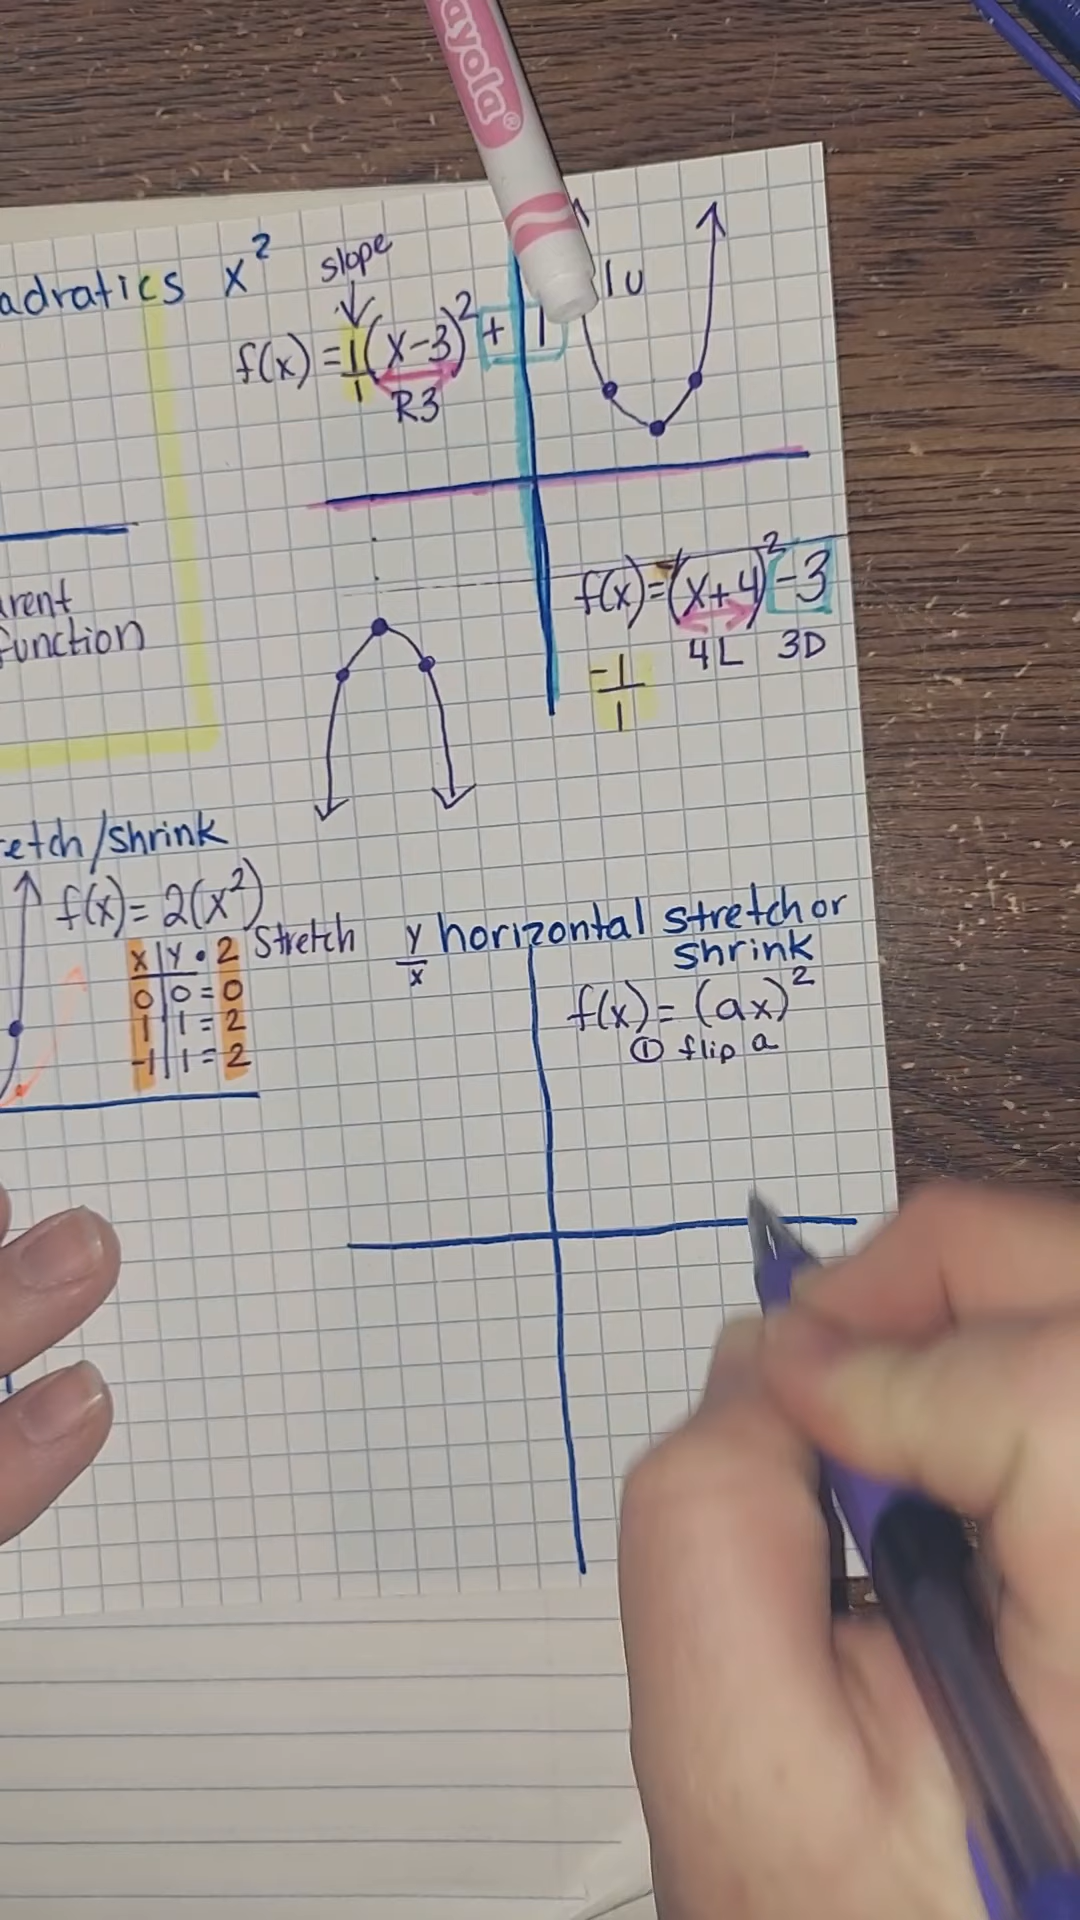 ayola®
adratics x²
slope
f(x) = 1/1 (x-3)² + 1
R3
1U
arent
function
f(x) = -(x+4)² -3
4L 3D
-1/1
etch/shrink
f(x) = 2(x²)
Stretch
x | y • 2
0 | 0 = 0
1 | 1 = 2
-1 | 1 = 2
y/x horizontal stretch or
shrink
f(x) = (ax)²
① flip a